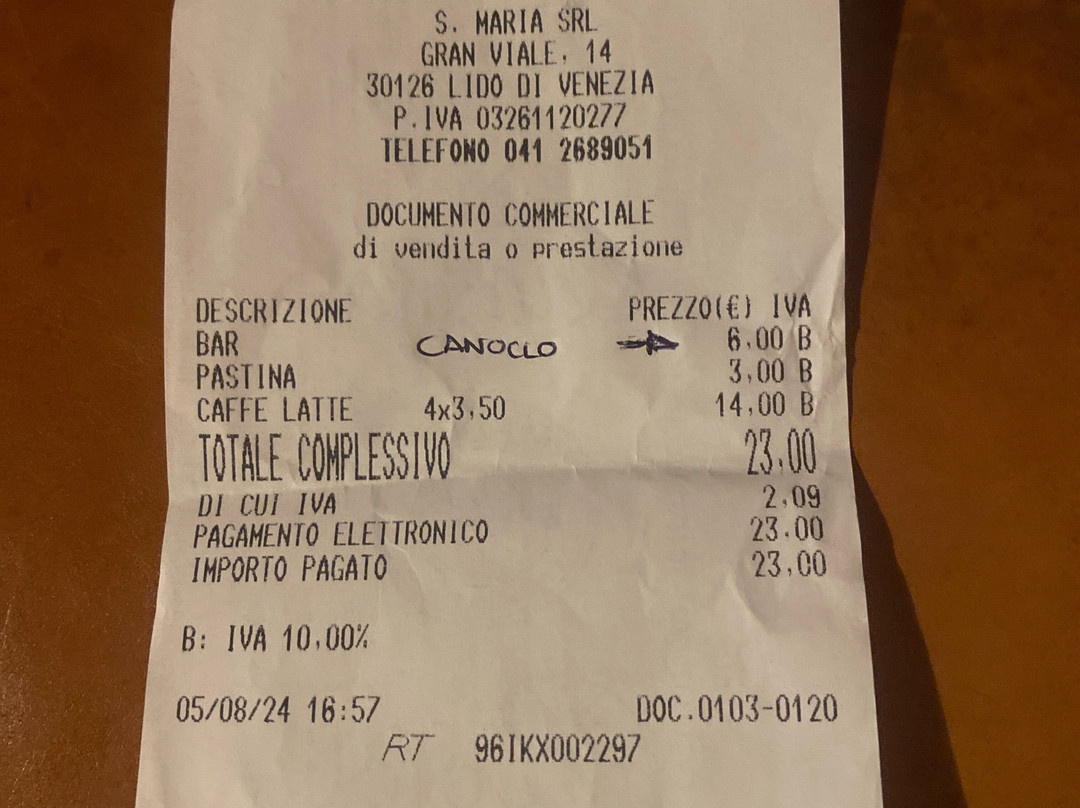 S. MARIA SRL
GRAN VIALE, 14
30126 LIDO DI VENEZIA
P.IVA 03261120277
TELEFONO 041 2689051
DOCUMENTO COMMERCIALE
di vendita o prestazione
DESCRIZIONE PREZZO(€) IVA
BAR CANOCLO → 6,00 B
PASTINA 3,00 B
CAFFE LATTE 4x3,50 14,00 B
TOTALE COMPLESSIVO 23,00
DI CUI IVA 2,09
PAGAMENTO ELETTRONICO 23,00
IMPORTO PAGATO 23,00
B: IVA 10,00%
05/08/24 16:57 DOC.0103-0120
RT 96IKX002297